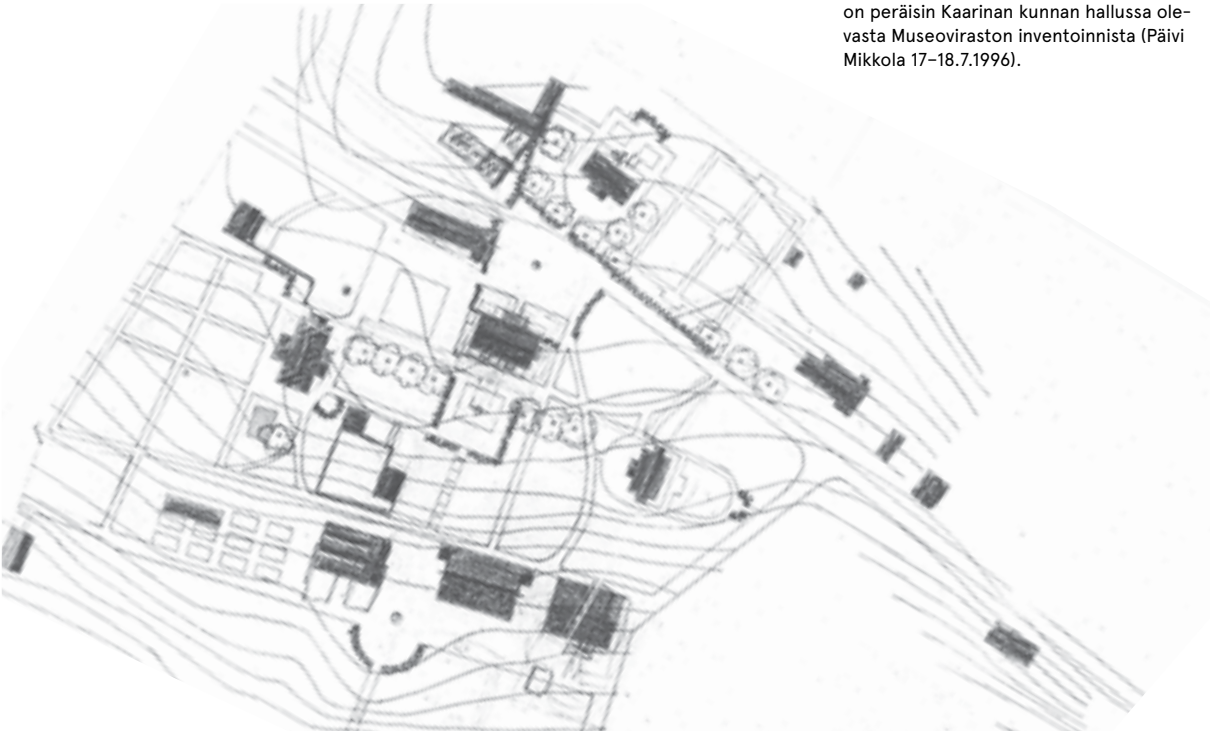 on peräisin Kaarinan kunnan hallussa ole-
vasta Museoviraston inventoinnista (Päivi
Mikkola 17–18.7.1996).